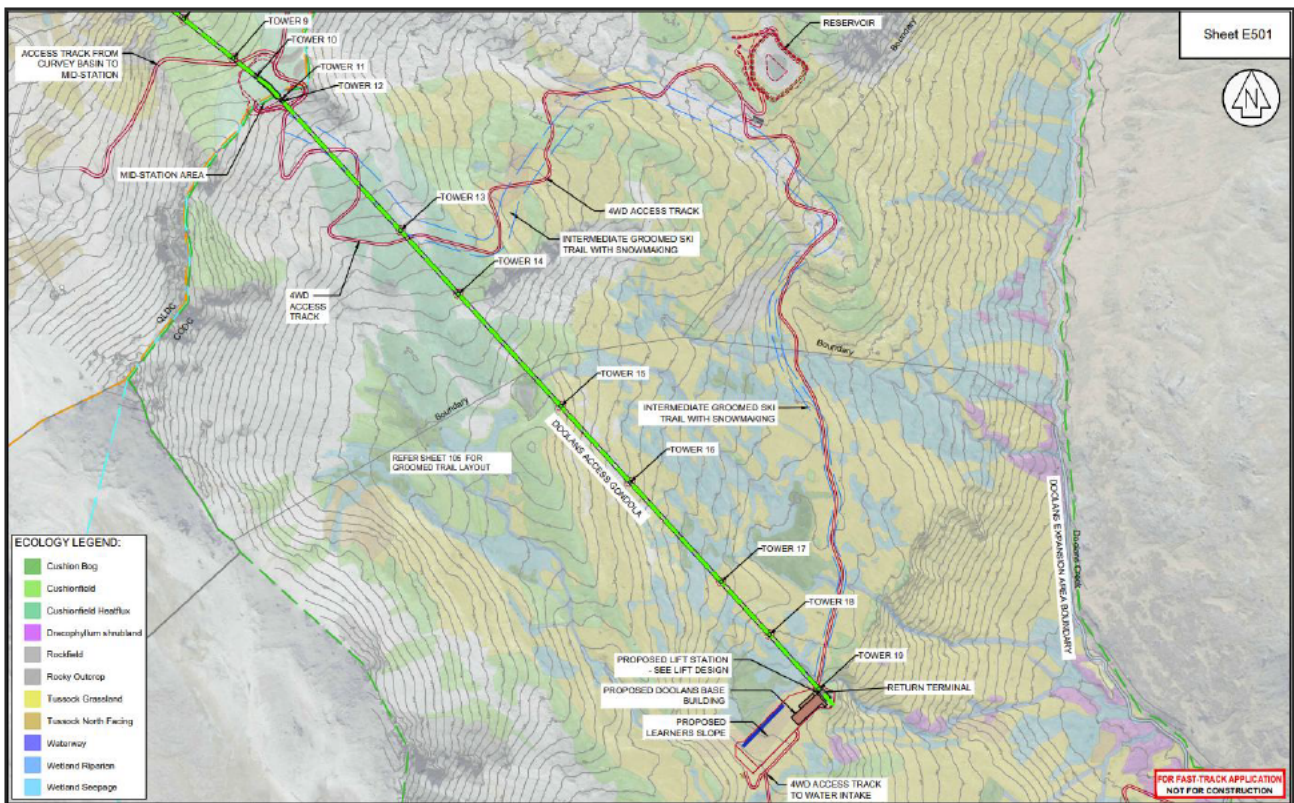 Sheet E501
N
RESERVOIR
Boundary
TOWER 9
TOWER 10
TOWER 11
TOWER 12
ACCESS TRACK FROM
CURVEY BASIN TO
MID-STATION
MID-STATION AREA
TOWER 13
4WD ACCESS TRACK
INTERMEDIATE GROOMED SKI
TRAIL WITH SNOWMAKING
TOWER 14
4WD
ACCESS
TRACK
QLDC
CODC
Boundary
TOWER 15
Boundary
INTERMEDIATE GROOMED SKI
TRAIL WITH SNOWMAKING
DOOLANS ACCESS GONDOLA
TOWER 16
REFER SHEET 105 FOR
GROOMED TRAIL LAYOUT
DOOLANS EXPANSION AREA BOUNDARY
Doolans Creek
TOWER 17
TOWER 18
TOWER 19
PROPOSED LIFT STATION
- SEE LIFT DESIGN
RETURN TERMINAL
PROPOSED DOOLANS BASE
BUILDING
PROPOSED
LEARNERS SLOPE
4WD ACCESS TRACK
TO WATER INTAKE
ECOLOGY LEGEND:
Cushion Bog
Cushionfield
Cushionfield Heatflux
Dracophyllum shrubland
Rockfield
Rocky Outcrop
Tussock Grassland
Tussock North Facing
Waterway
Wetland Riparian
Wetland Seepage
FOR FAST-TRACK APPLICATION
NOT FOR CONSTRUCTION